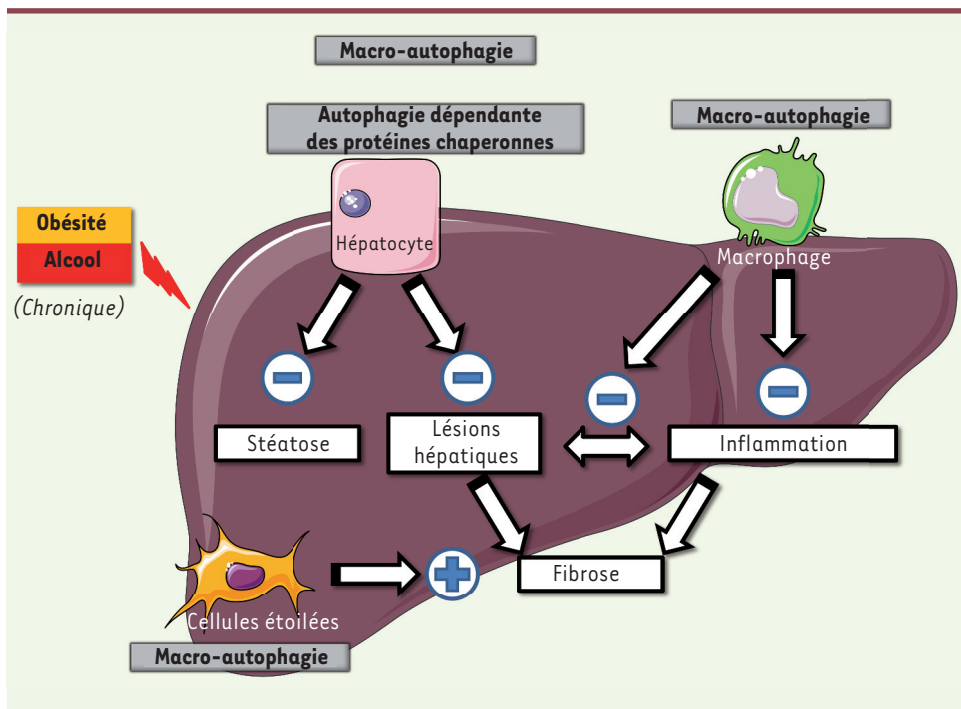 Macro-autophagie
Autophagie dépendante
des protéines chaperonnes
Macro-autophagie
Obésité
Alcool
(Chronique)
Hépatocyte
Macrophage
Stéatose
Lésions
hépatiques
Inflammation
Fibrose
Cellules étoilées
Macro-autophagie